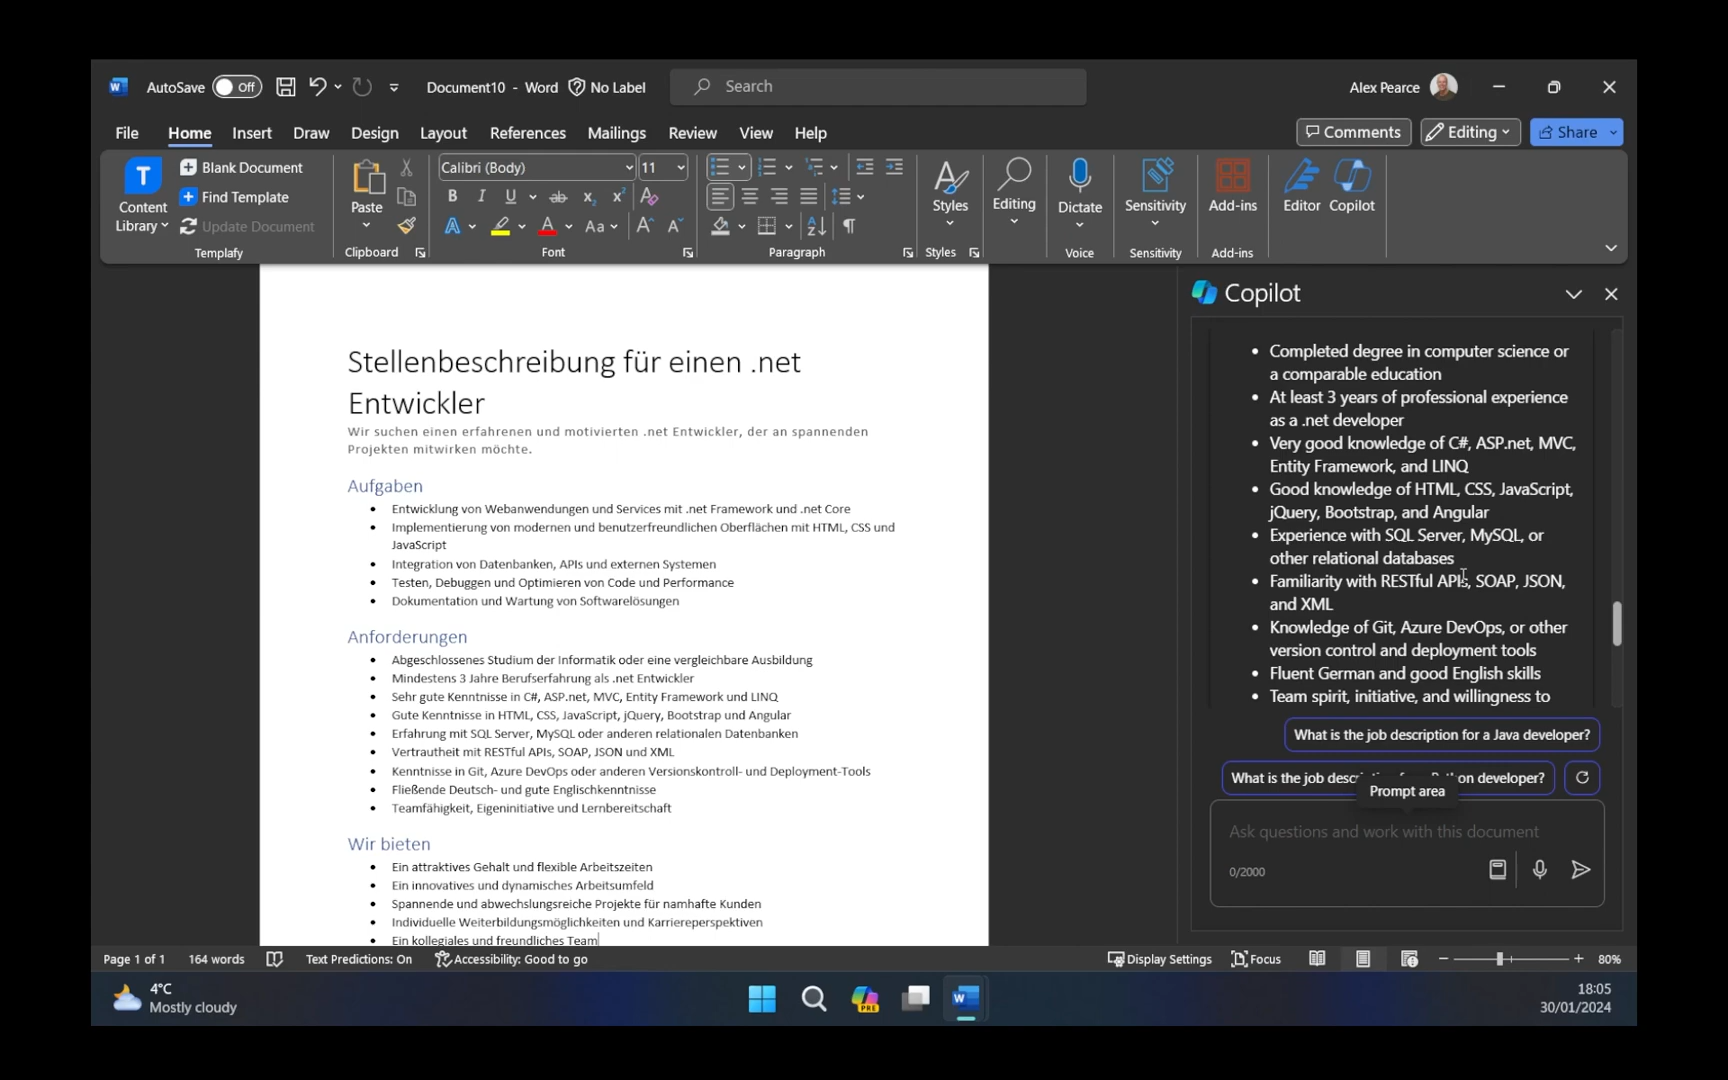 AutoSave Off Document10 - Word No Label Search Alex Pearce
File Home Insert Draw Design Layout References Mailings Review View Help Comments Editing Share
Content Library
Blank Document
Find Template
Update Document
Templafy
Paste
Clipboard
Calibri (Body) 11
Font
Paragraph
Styles
Styles
Editing
Dictate
Voice
Sensitivity
Sensitivity
Add-ins
Add-ins
Editor
Copilot
Stellenbeschreibung für einen .net
Entwickler
Wir suchen einen erfahrenen und motivierten .net Entwickler, der an spannenden
Projekten mitwirken möchte.
Aufgaben
• Entwicklung von Webanwendungen und Services mit .net Framework und .net Core
• Implementierung von modernen und benutzerfreundlichen Oberflächen mit HTML, CSS und
JavaScript
• Integration von Datenbanken, APIs und externen Systemen
• Testen, Debuggen und Optimieren von Code und Performance
• Dokumentation und Wartung von Softwarelösungen
Anforderungen
• Abgeschlossenes Studium der Informatik oder eine vergleichbare Ausbildung
• Mindestens 3 Jahre Berufserfahrung als .net Entwickler
• Sehr gute Kenntnisse in C#, ASP.net, MVC, Entity Framework und LINQ
• Gute Kenntnisse in HTML, CSS, JavaScript, jQuery, Bootstrap und Angular
• Erfahrung mit SQL Server, MySQL oder anderen relationalen Datenbanken
• Vertrautheit mit RESTful APIs, SOAP, JSON und XML
• Kenntnisse in Git, Azure DevOps oder anderen Versionskontroll- und Deployment-Tools
• Fließende Deutsch- und gute Englischkenntnisse
• Teamfähigkeit, Eigeninitiative und Lernbereitschaft
Wir bieten
• Ein attraktives Gehalt und flexible Arbeitszeiten
• Ein innovatives und dynamisches Arbeitsumfeld
• Spannende und abwechslungsreiche Projekte für namhafte Kunden
• Individuelle Weiterbildungsmöglichkeiten und Karriereperspektiven
• Ein kollegiales und freundliches Team
Copilot
• Completed degree in computer science or
a comparable education
• At least 3 years of professional experience
as a .net developer
• Very good knowledge of C#, ASP.net, MVC,
Entity Framework, and LINQ
• Good knowledge of HTML, CSS, JavaScript,
jQuery, Bootstrap, and Angular
• Experience with SQL Server, MySQL, or
other relational databases
• Familiarity with RESTful APIs, SOAP, JSON,
and XML
• Knowledge of Git, Azure DevOps, or other
version control and deployment tools
• Fluent German and good English skills
• Team spirit, initiative, and willingness to
What is the job description for a Java developer?
What is the job developer?
Prompt area
Ask questions and work with this document
0/2000
Page 1 of 1 164 words Text Predictions: On Accessibility: Good to go Display Settings Focus 80%
4°C
Mostly cloudy
PRE
18:05
30/01/2024